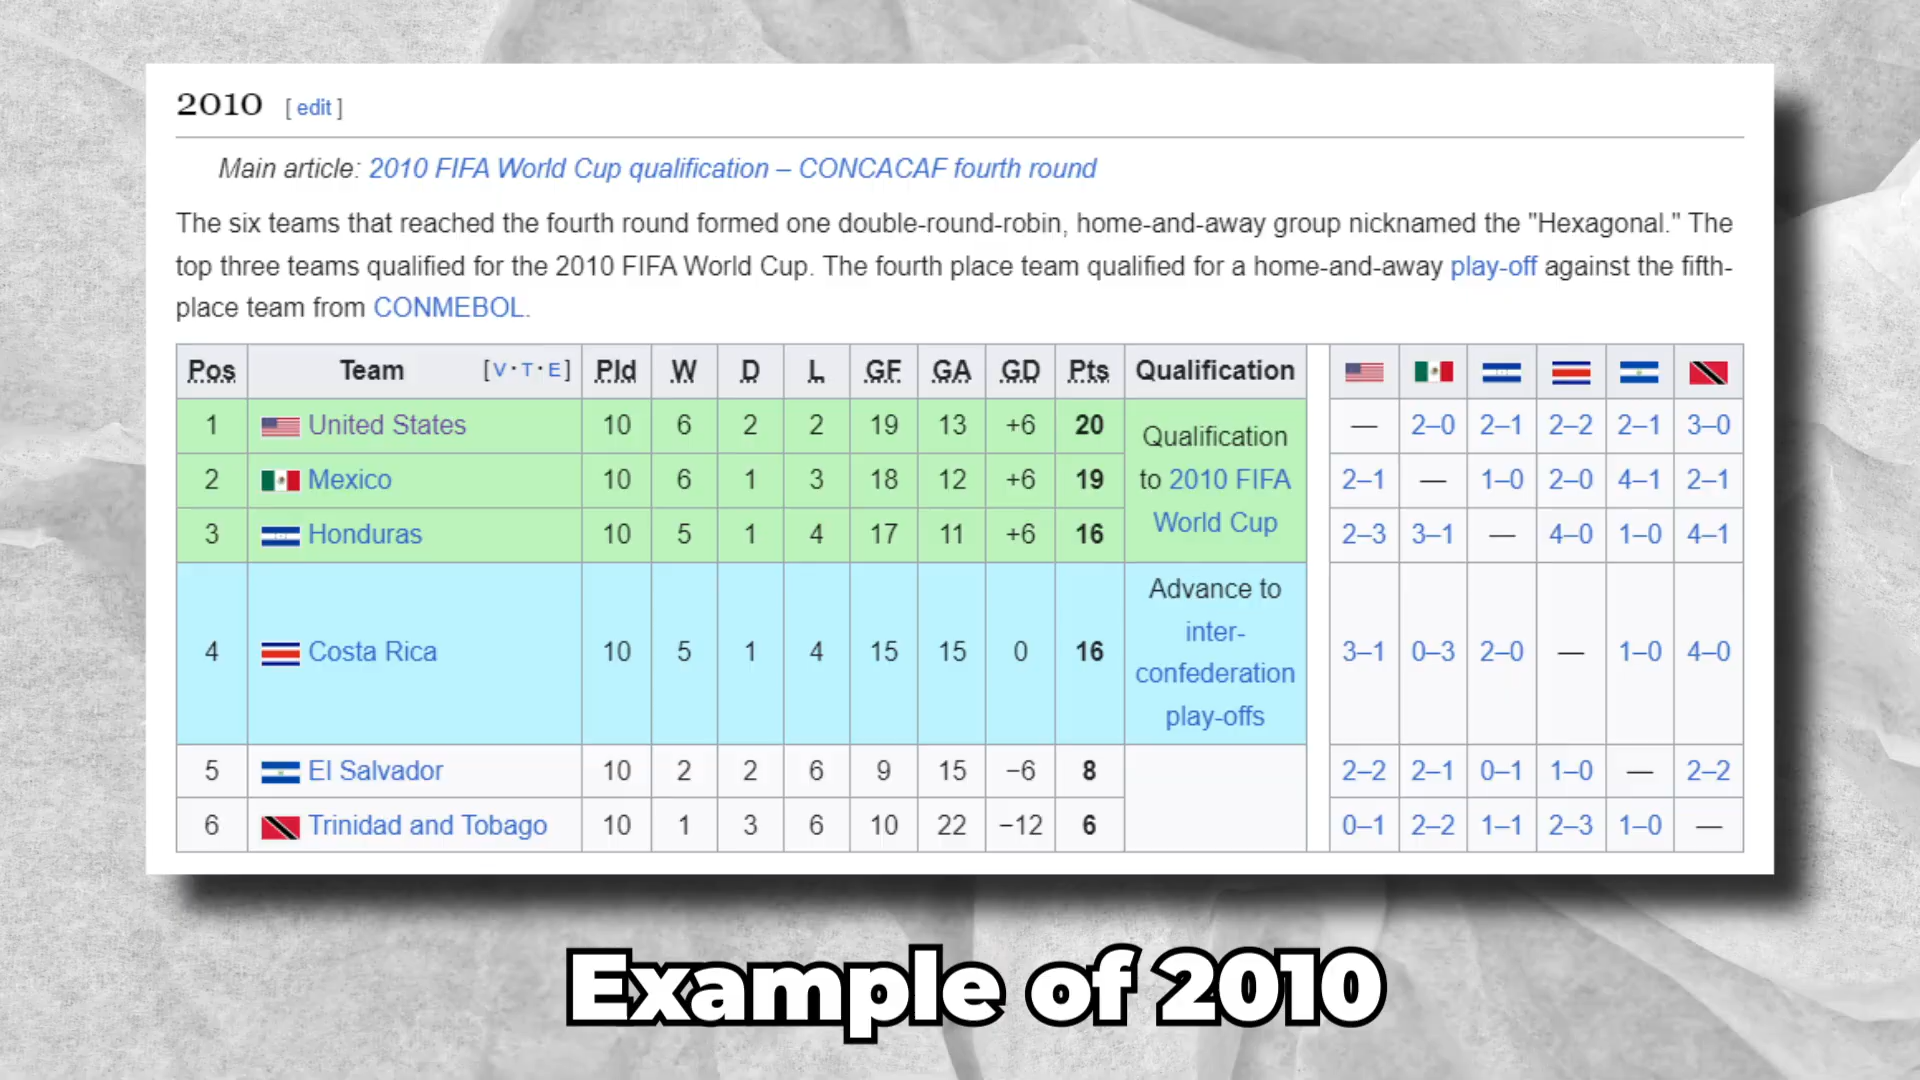 2010 [ edit ]
Main article: 2010 FIFA World Cup qualification – CONCACAF fourth round
The six teams that reached the fourth round formed one double-round-robin, home-and-away group nicknamed the "Hexagonal." The
top three teams qualified for the 2010 FIFA World Cup. The fourth place team qualified for a home-and-away play-off against the fifth-
place team from CONMEBOL.
Pos Team [V·T·E] Pld W D L GF GA GD Pts Qualification
1 United States 10 6 2 2 19 13 +6 20 — 2–0 2–1 2–2 2–1 3–0
2 Mexico 10 6 1 3 18 12 +6 19 2–1 — 1–0 2–0 4–1 2–1
3 Honduras 10 5 1 4 17 11 +6 16 2–3 3–1 — 4–0 1–0 4–1
Qualification
to 2010 FIFA
World Cup
4 Costa Rica 10 5 1 4 15 15 0 16 3–1 0–3 2–0 — 1–0 4–0
Advance to
inter-
confederation
play-offs
5 El Salvador 10 2 2 6 9 15 −6 8 2–2 2–1 0–1 1–0 — 2–2
6 Trinidad and Tobago 10 1 3 6 10 22 −12 6 0–1 2–2 1–1 2–3 1–0 —
Example of 2010